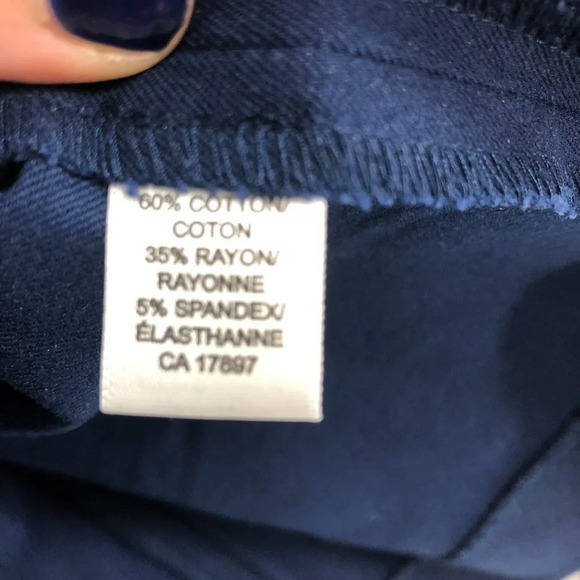 60% COTTON/
COTON
35% RAYON/
RAYONNE
5% SPANDEX/
ÉLASTHANNE
CA 17897